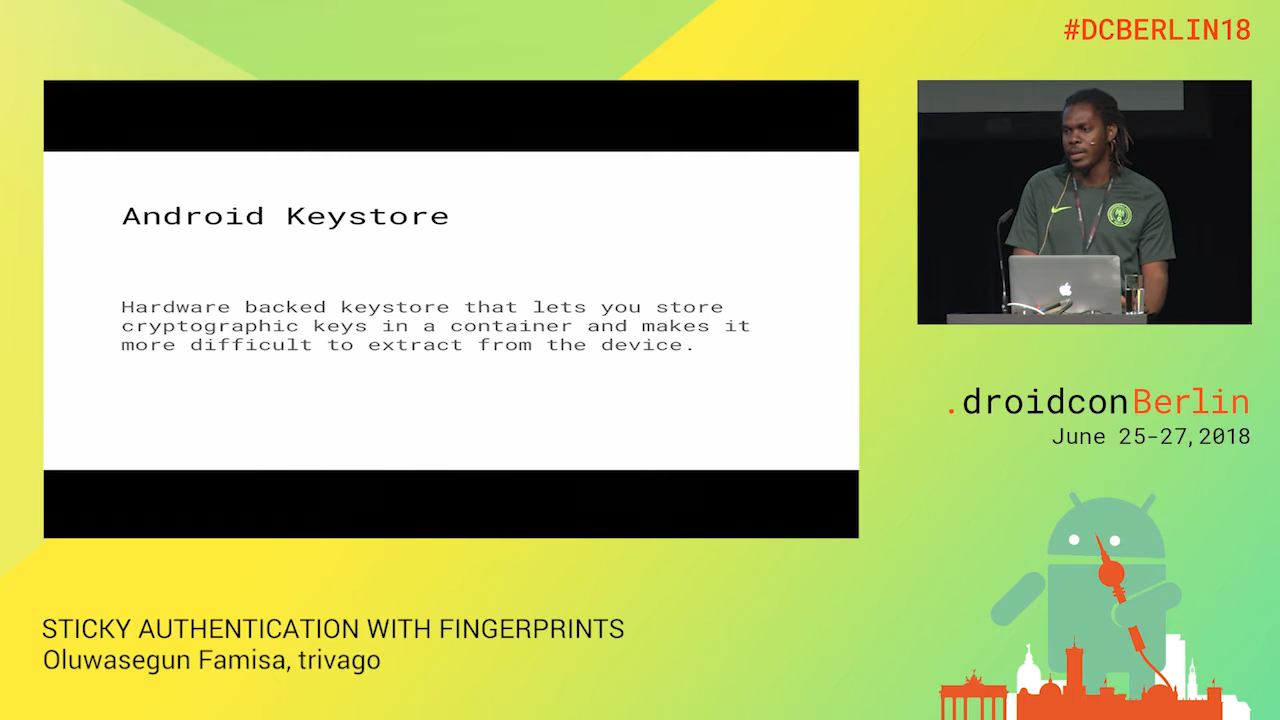 #DCBERLIN18
Android Keystore
Hardware backed keystore that lets you store
cryptographic keys in a container and makes it
more difficult to extract from the device.
.droidconBerlin
June 25-27,2018
STICKY AUTHENTICATION WITH FINGERPRINTS
Oluwasegun Famisa, trivago